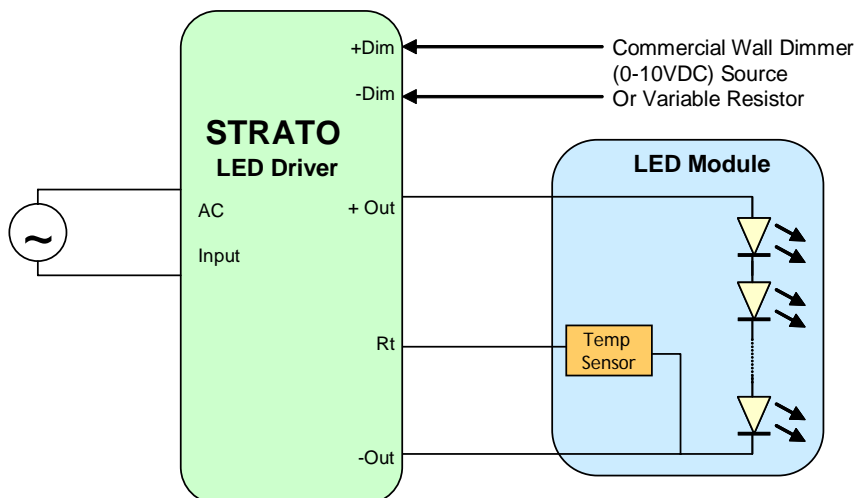 +Dim
Commercial Wall Dimmer
(0-10VDC) Source
-Dim
Or Variable Resistor
STRATO
LED Driver
LED Module
AC
+ Out
~
Input
Rt
Temp
Sensor
-Out